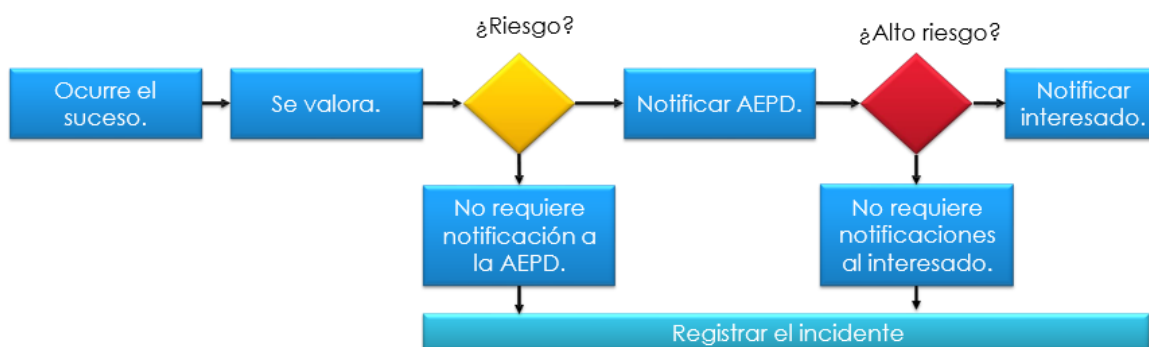 ¿Riesgo?
¿Alto riesgo?
Ocurre el
suceso.
Se valora.
Notificar AEPD.
Notificar
interesado.
No requiere
notificación a
la AEPD.
No requiere
notificaciones
al interesado.
Registrar el incidente